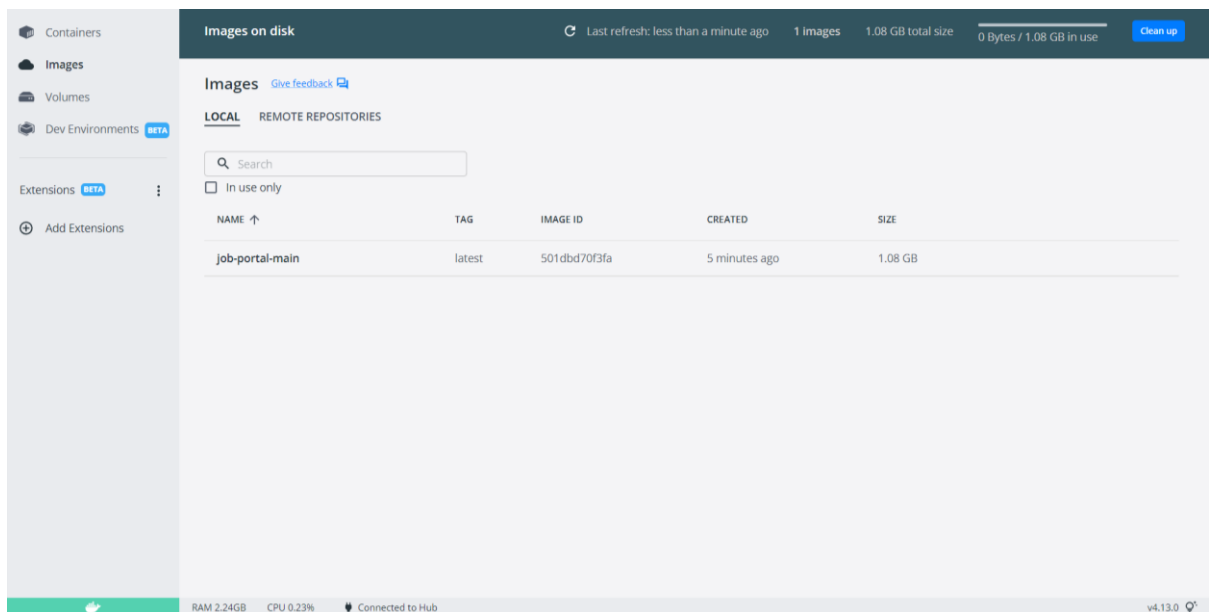 Containers
Images
Volumes
Dev Environments BETA
Extensions BETA
Add Extensions
Images on disk
Last refresh: less than a minute ago 1 images 1.08 GB total size 0 Bytes / 1.08 GB in use Clean up
Images Give feedback
LOCAL REMOTE REPOSITORIES
Search
In use only
NAME TAG IMAGE ID CREATED SIZE
job-portal-main latest 501dbd70f3fa 5 minutes ago 1.08 GB
RAM 2.24GB CPU 0.23% Connected to Hub v4.13.0